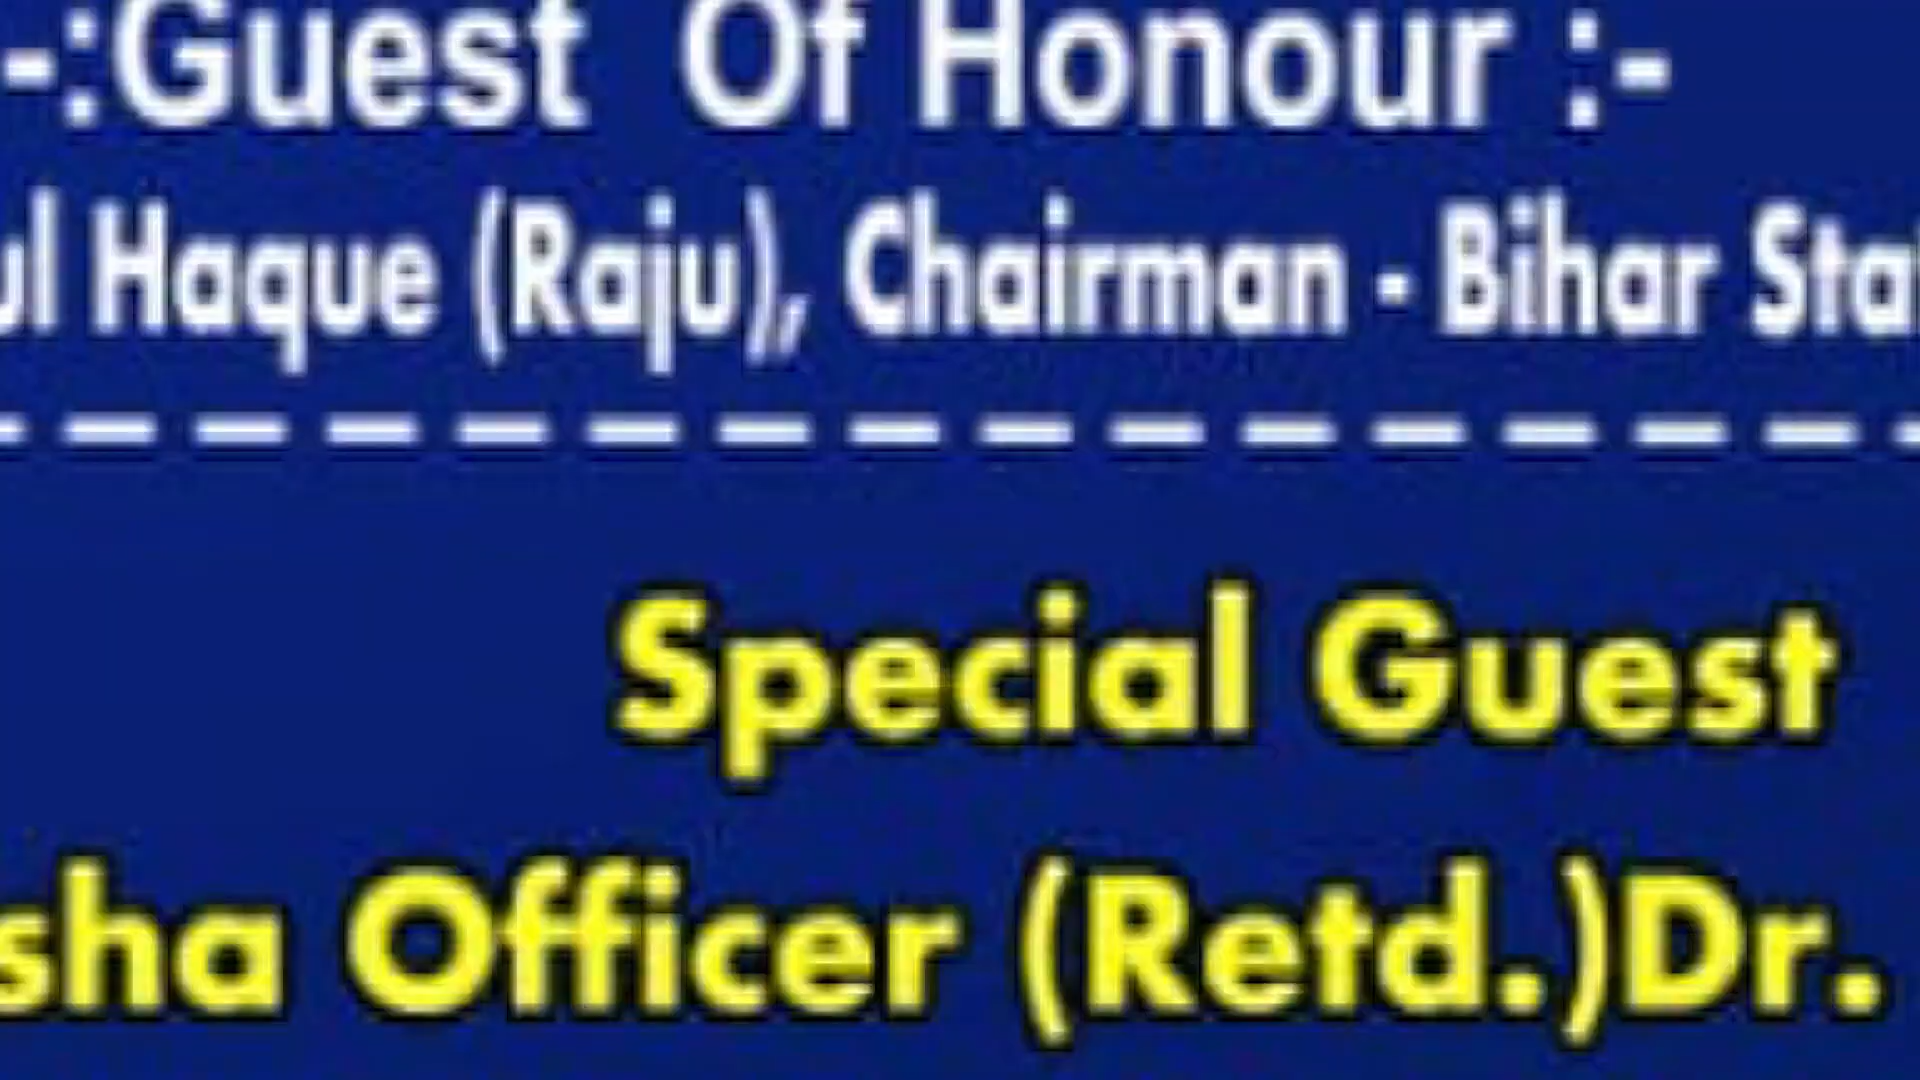 -:Guest Of Honour :-
ul Haque (Raju), Chairman - Bihar Sta
Special Guest
sha Officer (Retd.)Dr.